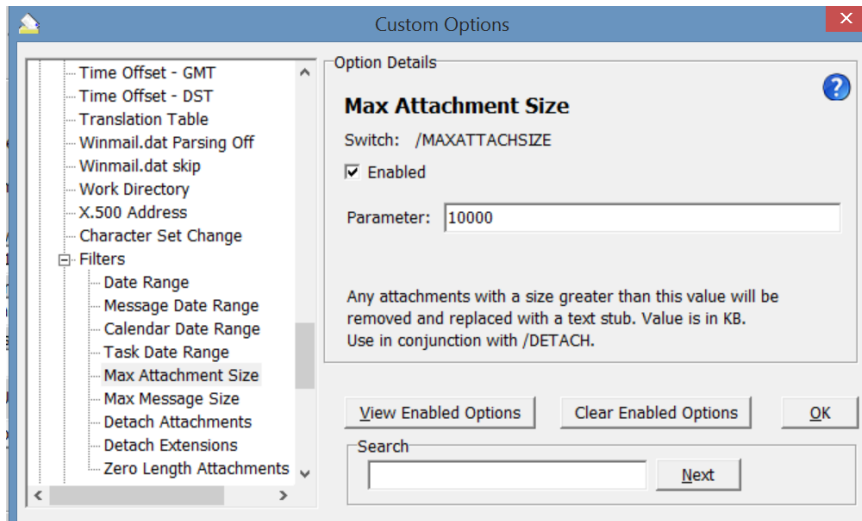 Custom Options
Time Offset - GMT
Time Offset - DST
Translation Table
Winmail.dat Parsing Off
Winmail.dat skip
Work Directory
X.500 Address
Character Set Change
Filters
Date Range
Message Date Range
Calendar Date Range
Task Date Range
Max Attachment Size
Max Message Size
Detach Attachments
Detach Extensions
Zero Length Attachments
Option Details
Max Attachment Size
Switch: /MAXATTACHSIZE
Enabled
Parameter: 10000
Any attachments with a size greater than this value will be
removed and replaced with a text stub. Value is in KB.
Use in conjunction with /DETACH.
View Enabled Options Clear Enabled Options OK
Search
Next